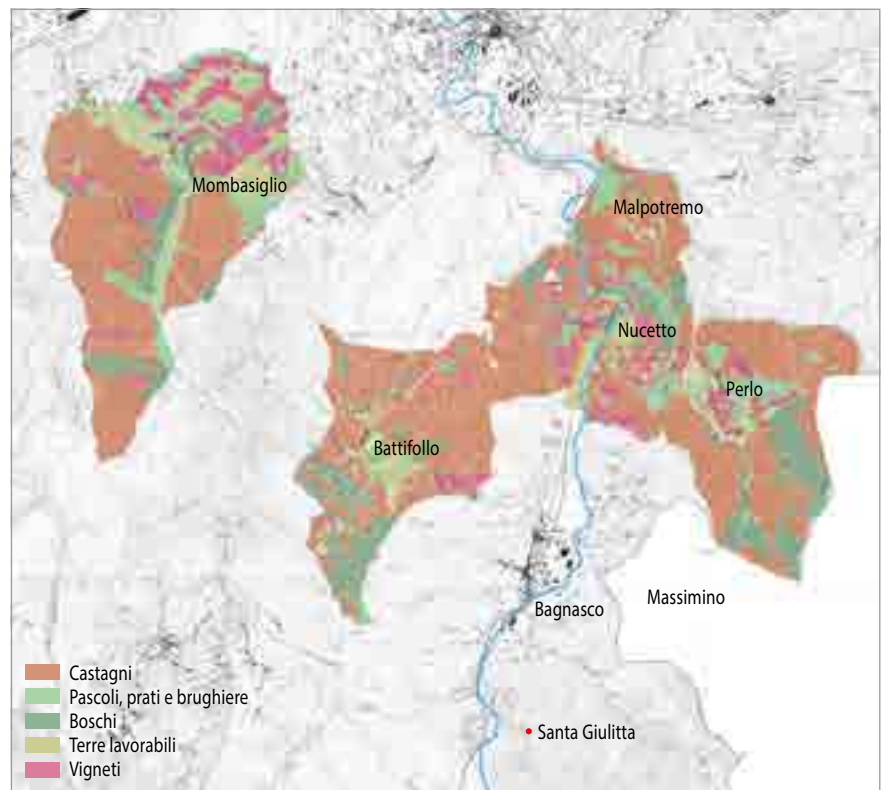 Mombasiglio
Malpotremo
Nucetto
Perlo
Battifollo
Bagnasco
Massimino
Santa Giulitta
Castagni
Pascoli, prati e brughiere
Boschi
Terre lavorabili
Vigneti